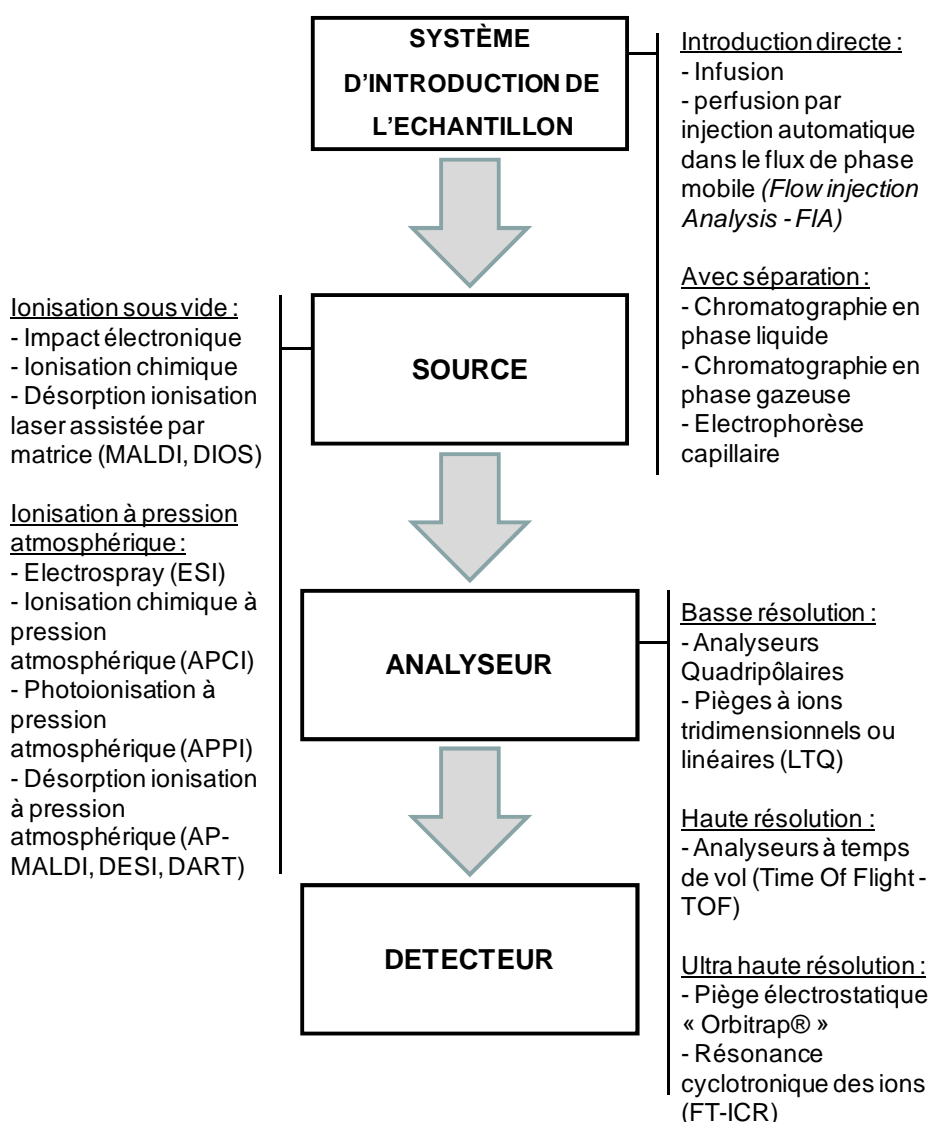 SYSTÈME
D'INTRODUCTION DE
L'ECHANTILLON
Introduction directe :
- Infusion
- perfusion par
injection automatique
dans le flux de phase
mobile (Flow injection
Analysis - FIA)
Avec séparation :
- Chromatographie en
phase liquide
- Chromatographie en
phase gazeuse
- Electrophorèse
capillaire
Ionisation sous vide :
- Impact électronique
- Ionisation chimique
- Désorption ionisation
laser assistée par
matrice (MALDI, DIOS)
Ionisation à pression
atmosphérique :
- Electrospray (ESI)
- Ionisation chimique à
pression
atmosphérique (APCI)
- Photoionisation à
pression
atmosphérique (APPI)
- Désorption ionisation
à pression
atmosphérique (AP-
MALDI, DESI, DART)
SOURCE
ANALYSEUR
Basse résolution :
- Analyseurs
Quadripôlaires
- Pièges à ions
tridimensionnels ou
linéaires (LTQ)
Haute résolution :
- Analyseurs à temps
de vol (Time Of Flight -
TOF)
Ultra haute résolution :
- Piège électrostatique
« Orbitrap® »
- Résonance
cyclotronique des ions
(FT-ICR)
DETECTEUR